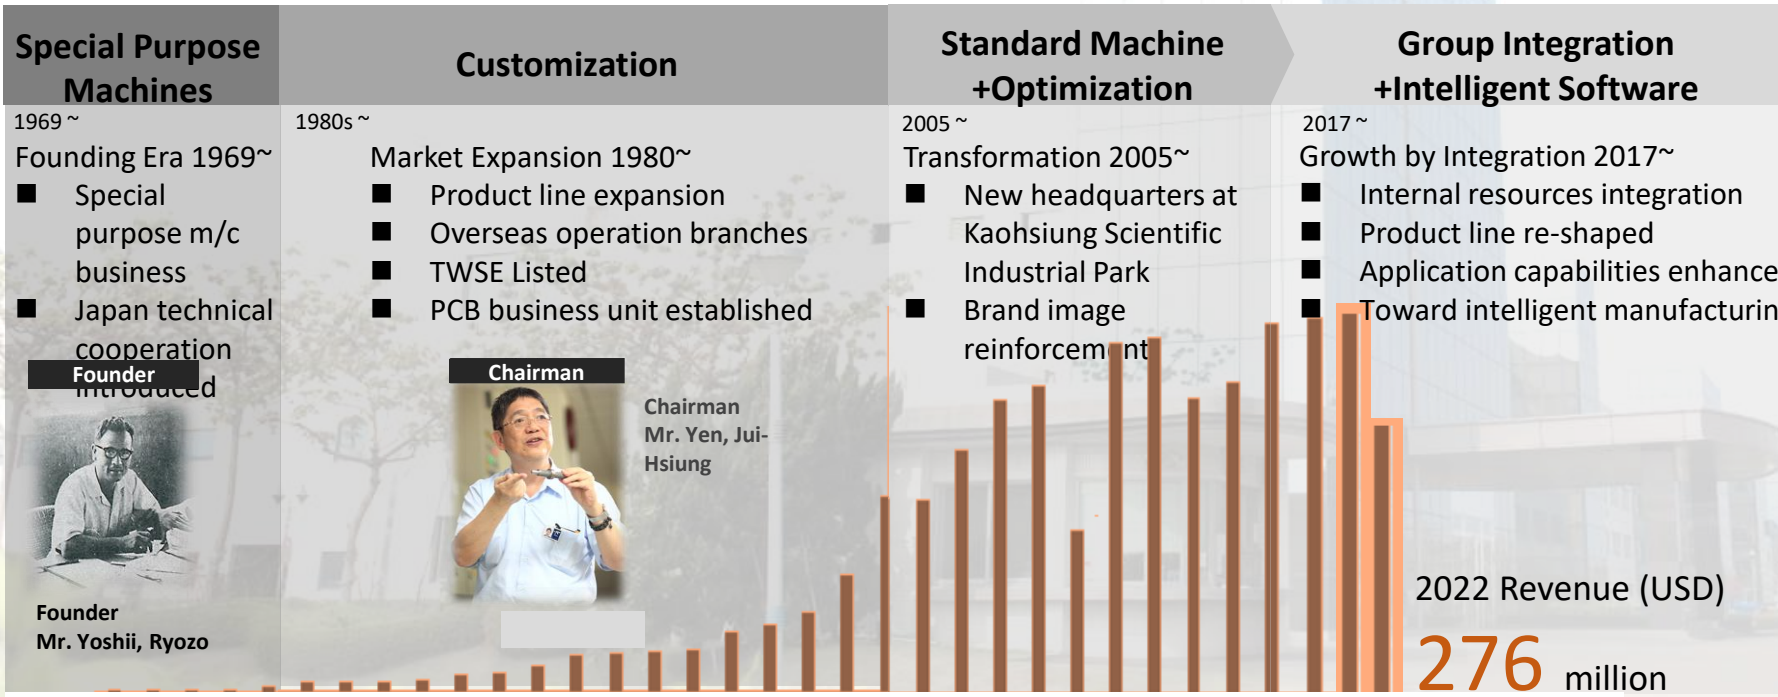 Special Purpose
Machines
Customization
Standard Machine
+Optimization
Group Integration
+Intelligent Software
1969 ~
Founding Era 1969~
■ Special
purpose m/c
business
■ Japan technical
cooperation
introduced
Founder
Founder
Mr. Yoshii, Ryozo
1980s ~
Market Expansion 1980~
■ Product line expansion
■ Overseas operation branches
■ TWSE Listed
■ PCB business unit established
Chairman
Chairman
Mr. Yen, Jui-
Hsiung
2005 ~
Transformation 2005~
■ New headquarters at
Kaohsiung Scientific
Industrial Park
■ Brand image
reinforcement
2017 ~
Growth by Integration 2017~
■ Internal resources integration
■ Product line re-shaped
■ Application capabilities enhance
■ Toward intelligent manufacturin
2022 Revenue (USD)
276 million